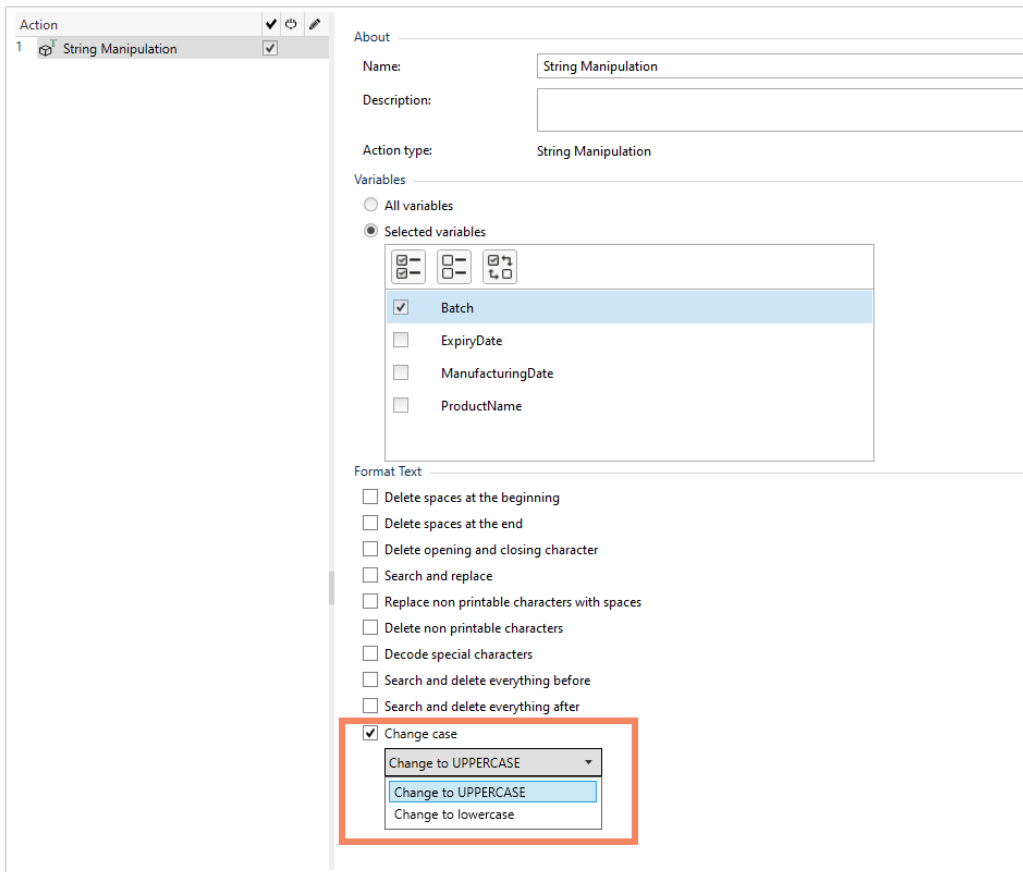 Action
1 String Manipulation
About
Name: String Manipulation
Description:
Action type: String Manipulation
Variables
All variables
Selected variables
Batch
ExpiryDate
ManufacturingDate
ProductName
Format Text
Delete spaces at the beginning
Delete spaces at the end
Delete opening and closing character
Search and replace
Replace non printable characters with spaces
Delete non printable characters
Decode special characters
Search and delete everything before
Search and delete everything after
Change case
Change to UPPERCASE
Change to UPPERCASE
Change to lowercase